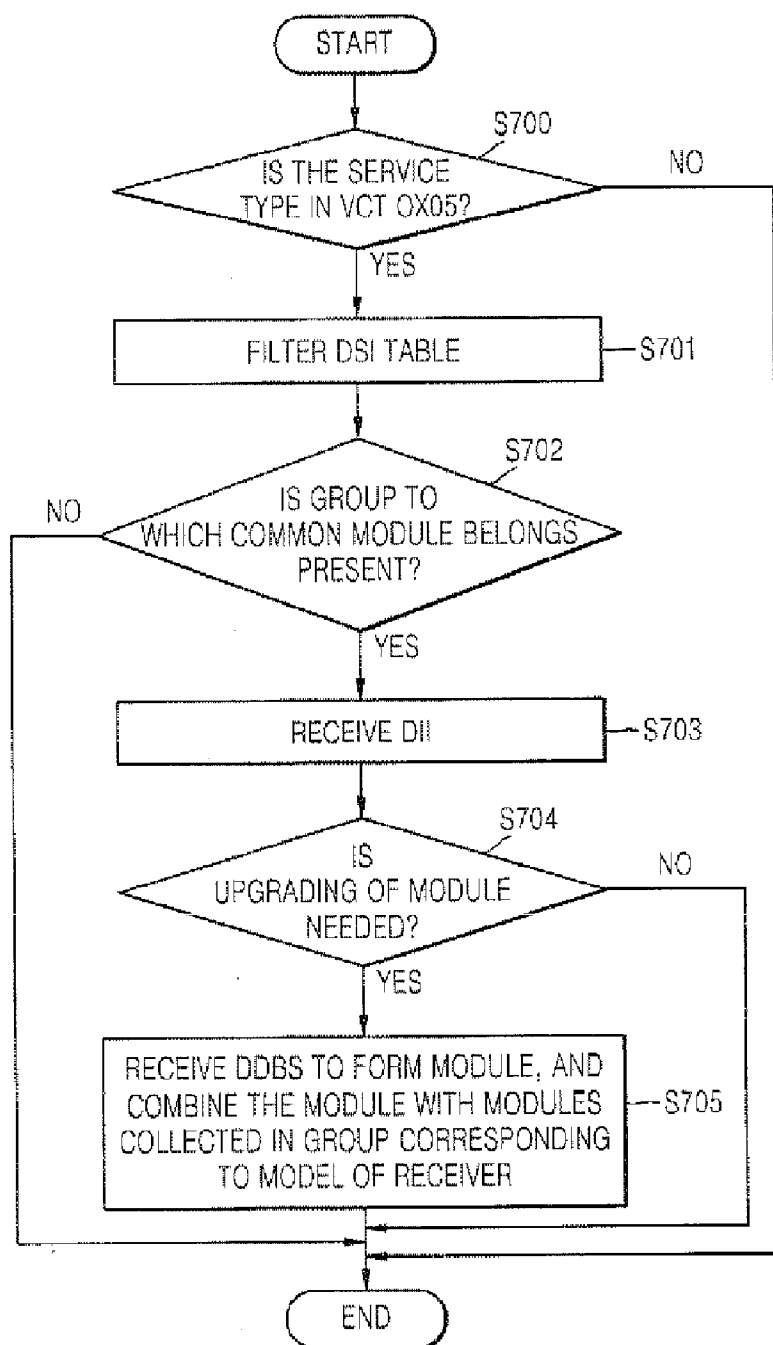 START
S700
IS THE SERVICE
TYPE IN VCT OX05?
NO
YES
FILTER DSI TABLE
S701
S702
IS GROUP TO
WHICH COMMON MODULE BELONGS
PRESENT?
NO
YES
RECEIVE DII
S703
S704
IS
UPGRADING OF MODULE
NEEDED?
NO
YES
RECEIVE DDBS TO FORM MODULE, AND
COMBINE THE MODULE WITH MODULES
COLLECTED IN GROUP CORRESPONDING
TO MODEL OF RECEIVER
S705
END